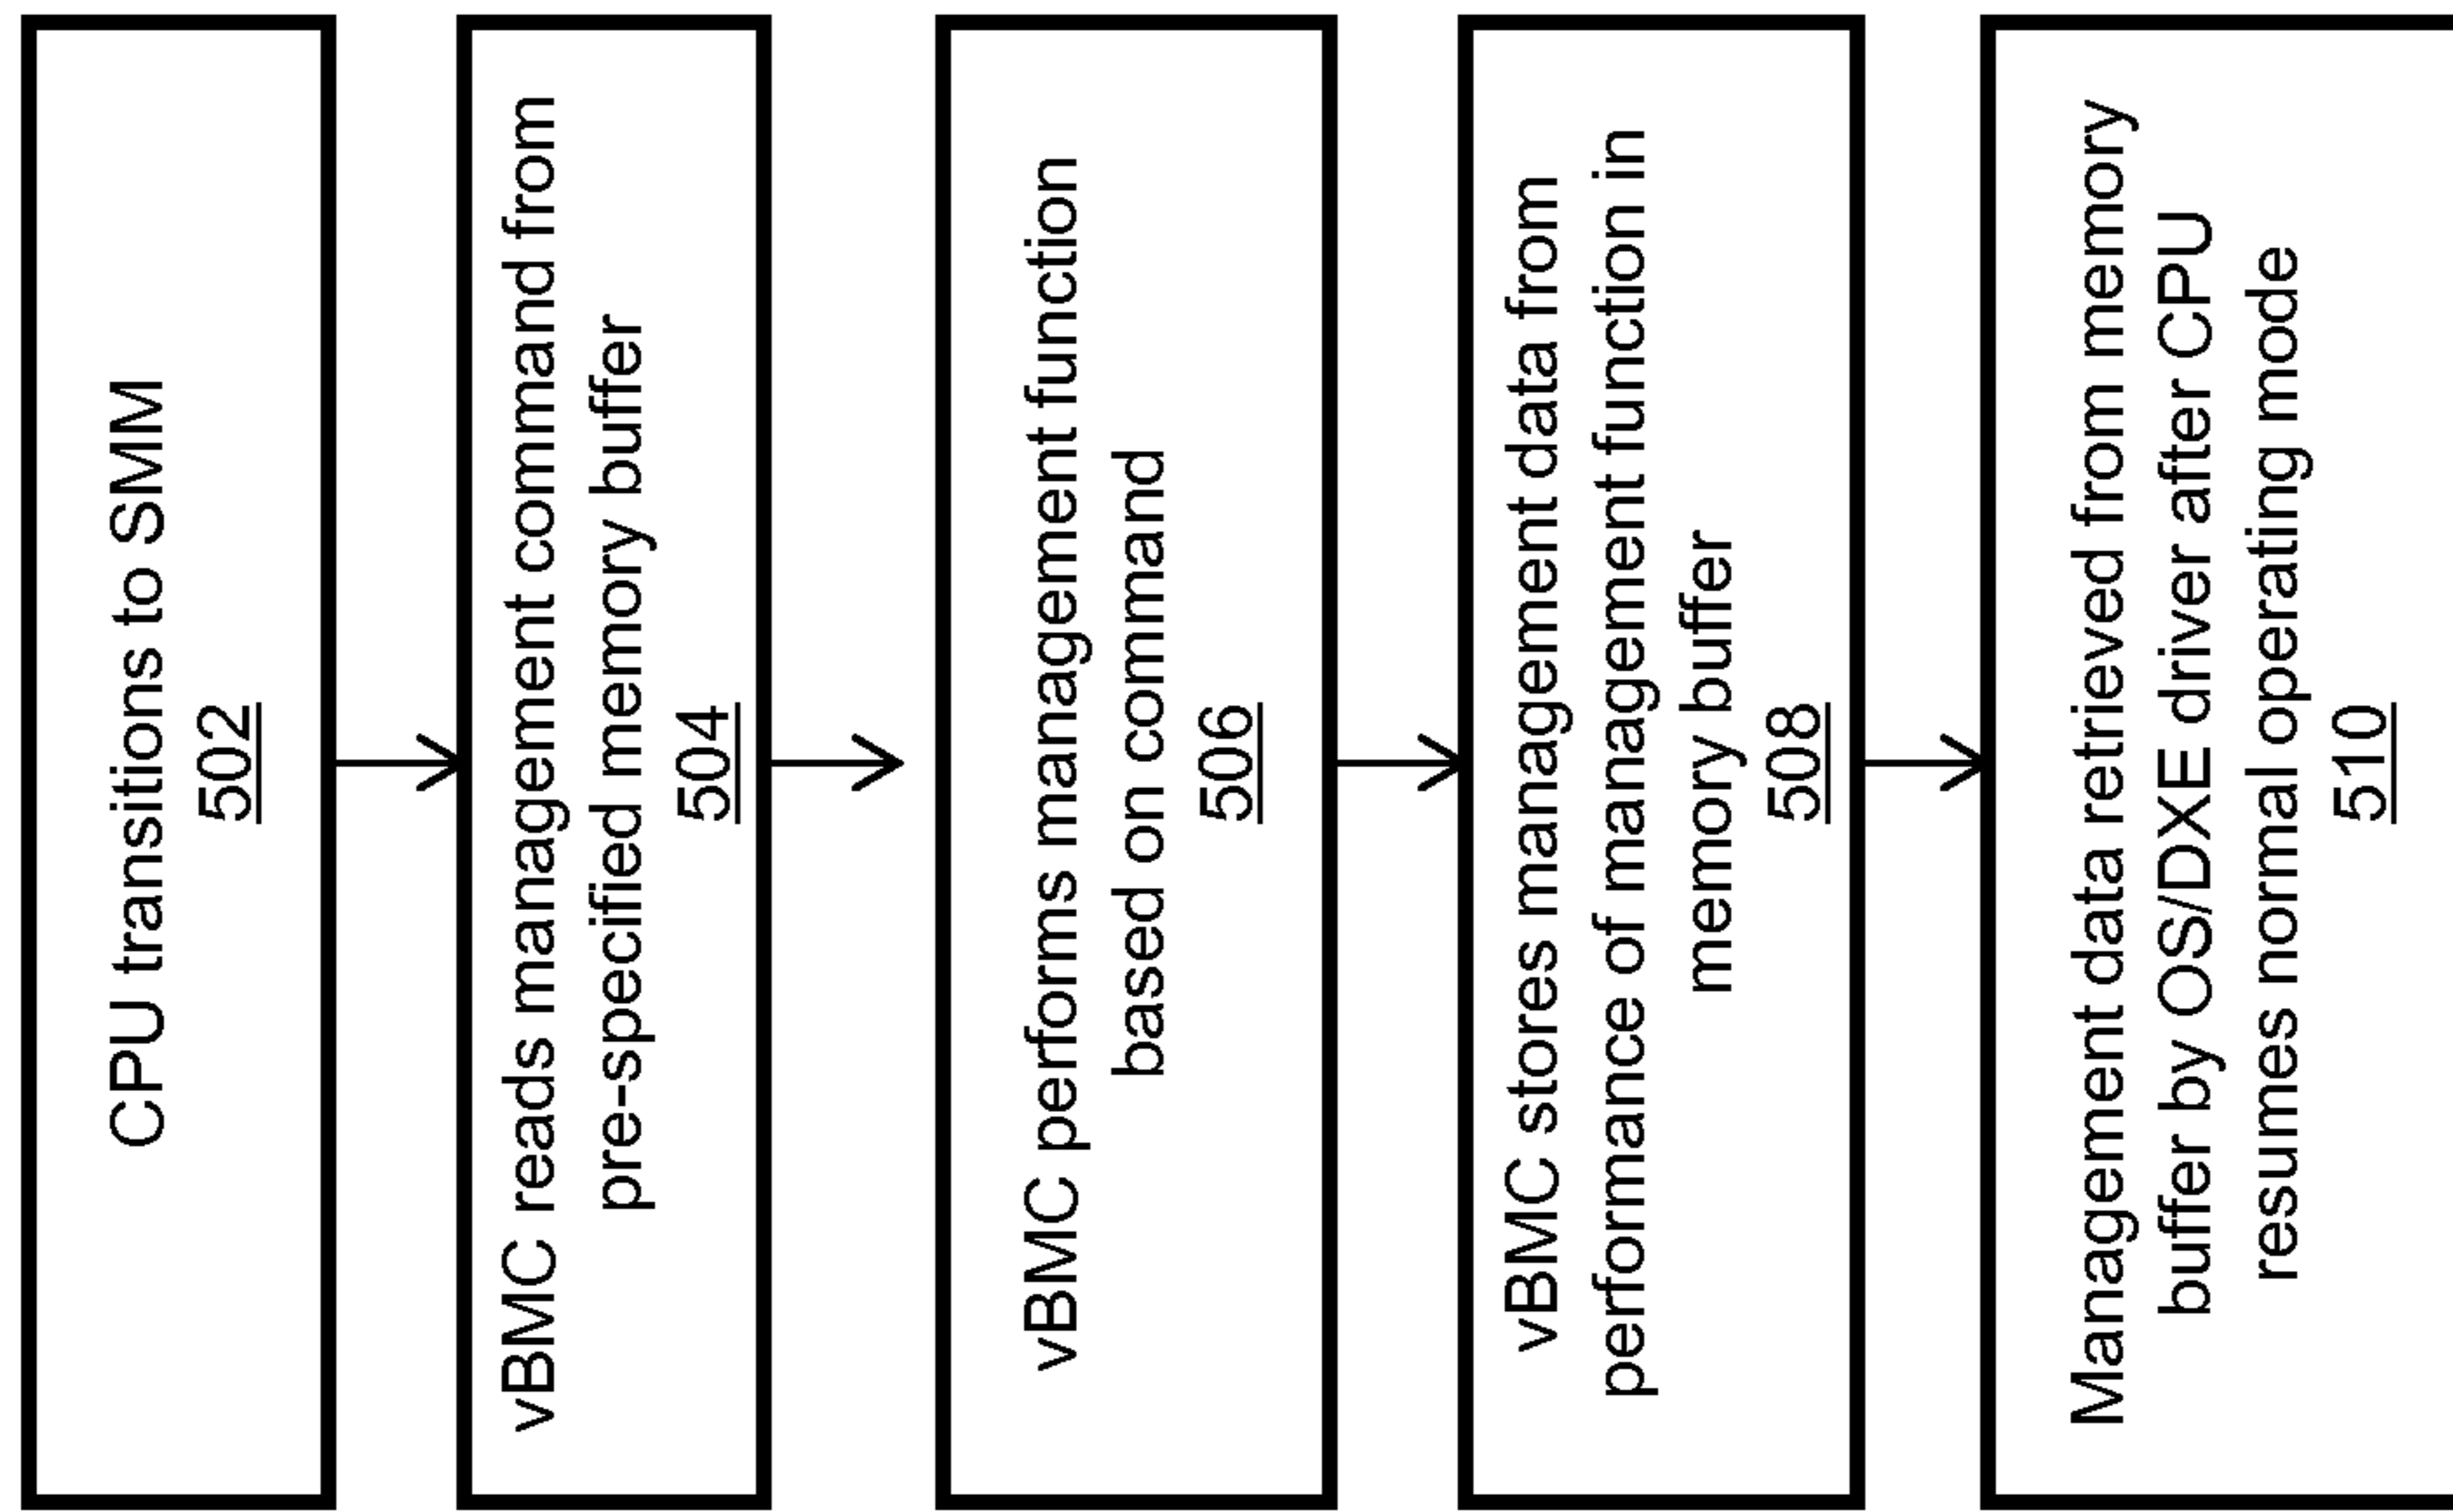 CPU transitions to SMM
502
vBMC reads management command from
pre-specified memory buffer
504
vBMC performs management function
based on command
506
vBMC stores management data from
performance of management function in
memory buffer
508
Management data retrieved from memory
buffer by OS/DXE driver after CPU
resumes normal operating mode
510